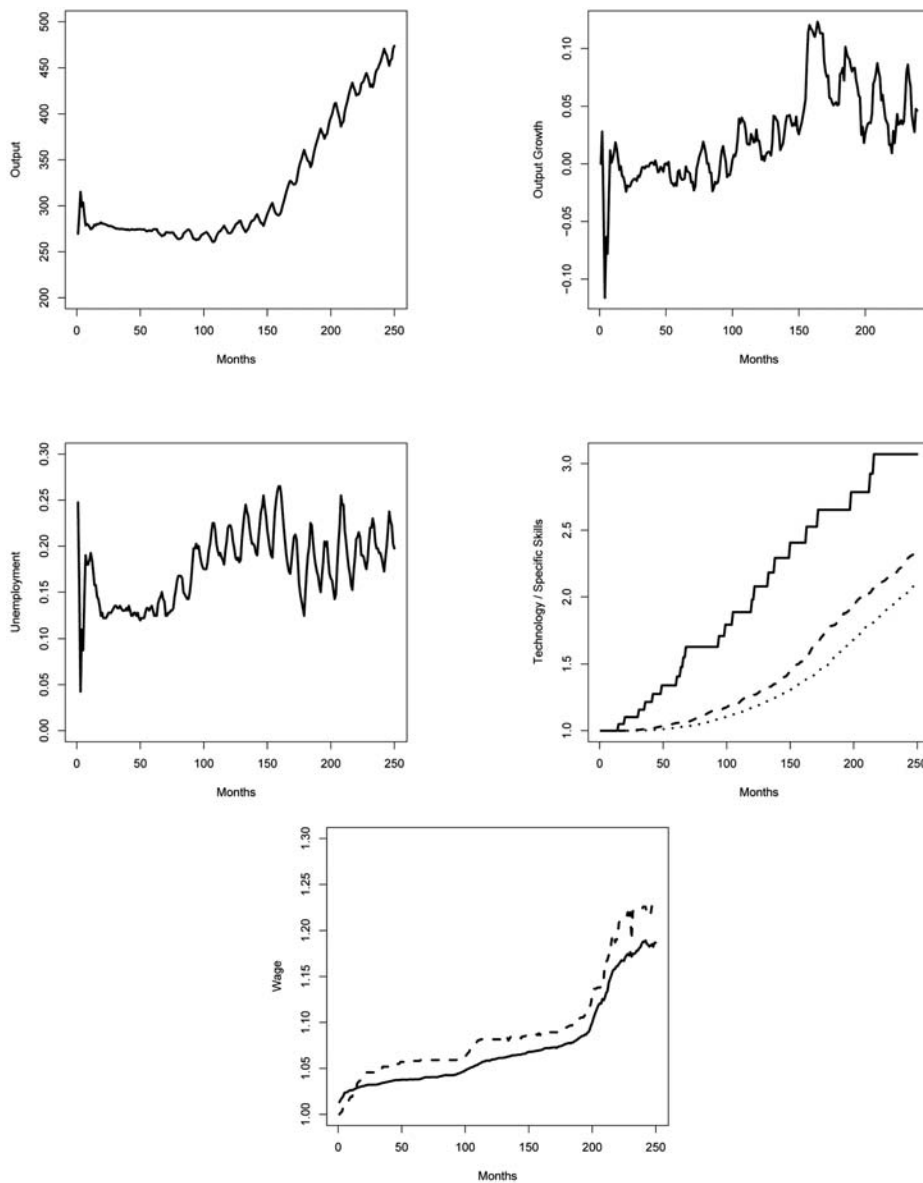 Output
500
450
400
350
300
250
200
0 50 100 150 200 250
Months
Output Growth
0.10
0.05
0.00
−0.05
−0.10
0 50 100 150 200
Months
Unemployment
0.30
0.25
0.20
0.15
0.10
0.05
0.00
0 50 100 150 200 250
Months
Technology / Specific Skills
3.0
2.5
2.0
1.5
1.0
0 50 100 150 200 250
Months
Wage
1.30
1.25
1.20
1.15
1.10
1.05
1.00
0 50 100 150 200 250
Months